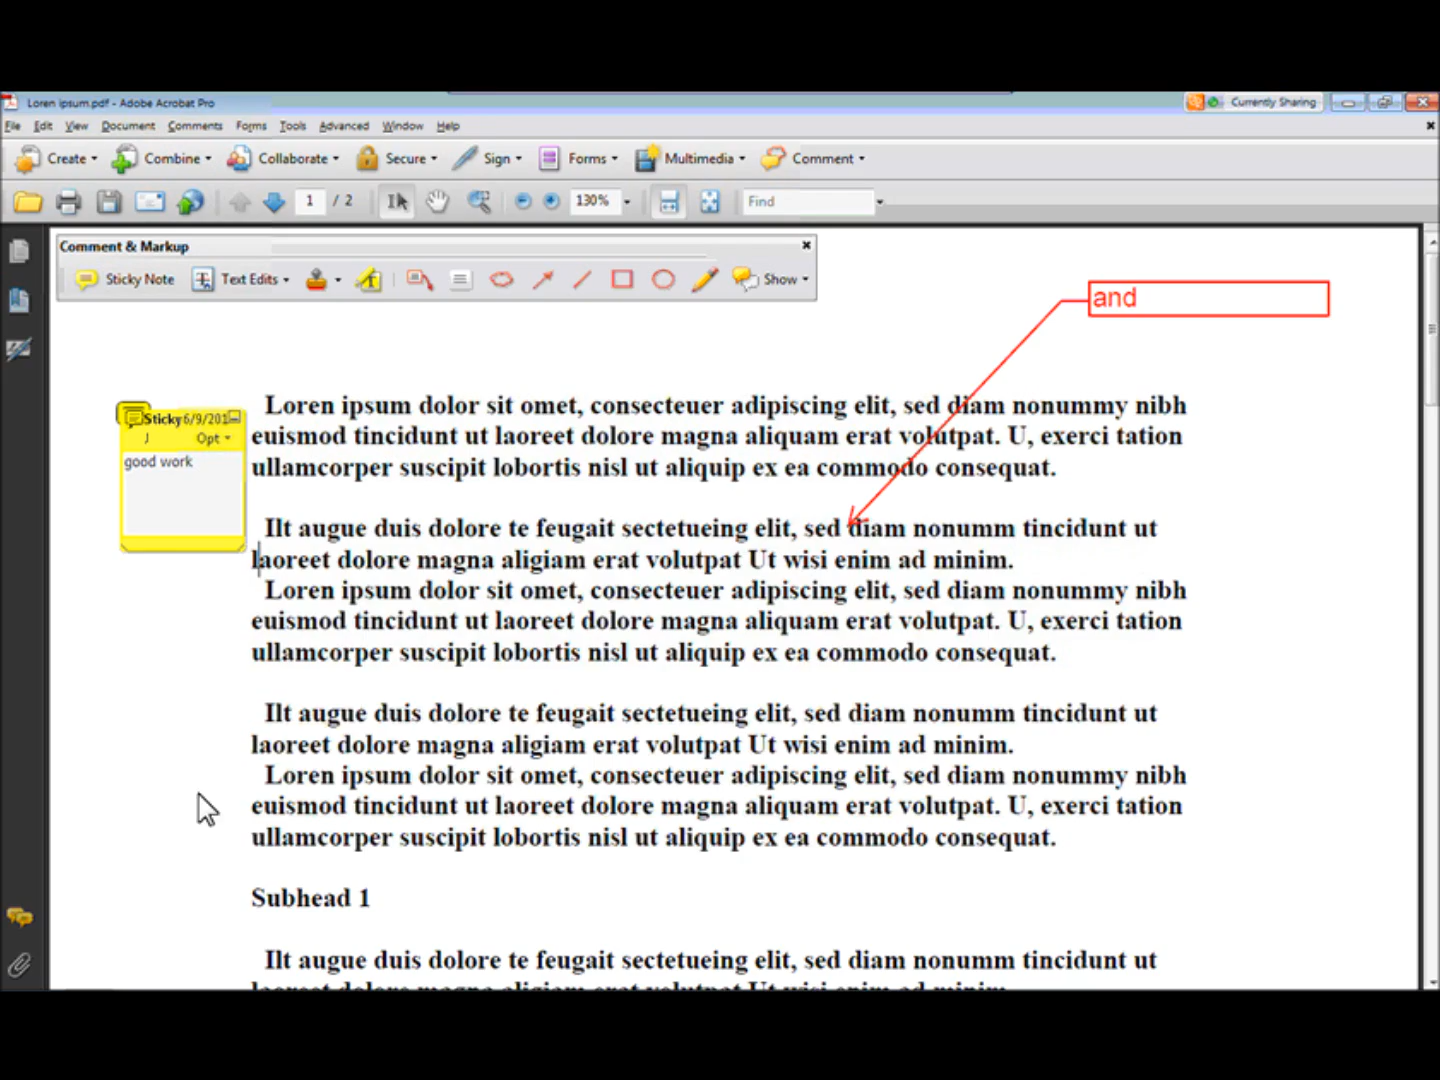 Loren ipsum.pdf - Adobe Acrobat Pro
Currently Sharing
File Edit View Document Comments Forms Tools Advanced Window Help
Create Combine Collaborate Secure Sign Forms Multimedia Comment
1 / 2 130% Find
Comment & Markup
Sticky Note Text Edits Show
and
Sticky 6/9/201
J Opt
good work
Loren ipsum dolor sit omet, consecteuer adipiscing elit, sed diam nonummy nibh
euismod tincidunt ut laoreet dolore magna aliquam erat volutpat. U, exerci tation
ullamcorper suscipit lobortis nisl ut aliquip ex ea commodo consequat.
Ilt augue duis dolore te feugait sectetueing elit, sed diam nonumm tincidunt ut
laoreet dolore magna aligiam erat volutpat Ut wisi enim ad minim.
Loren ipsum dolor sit omet, consecteuer adipiscing elit, sed diam nonummy nibh
euismod tincidunt ut laoreet dolore magna aliquam erat volutpat. U, exerci tation
ullamcorper suscipit lobortis nisl ut aliquip ex ea commodo consequat.
Ilt augue duis dolore te feugait sectetueing elit, sed diam nonumm tincidunt ut
laoreet dolore magna aligiam erat volutpat Ut wisi enim ad minim.
Loren ipsum dolor sit omet, consecteuer adipiscing elit, sed diam nonummy nibh
euismod tincidunt ut laoreet dolore magna aliquam erat volutpat. U, exerci tation
ullamcorper suscipit lobortis nisl ut aliquip ex ea commodo consequat.
Subhead 1
Ilt augue duis dolore te feugait sectetueing elit, sed diam nonumm tincidunt ut